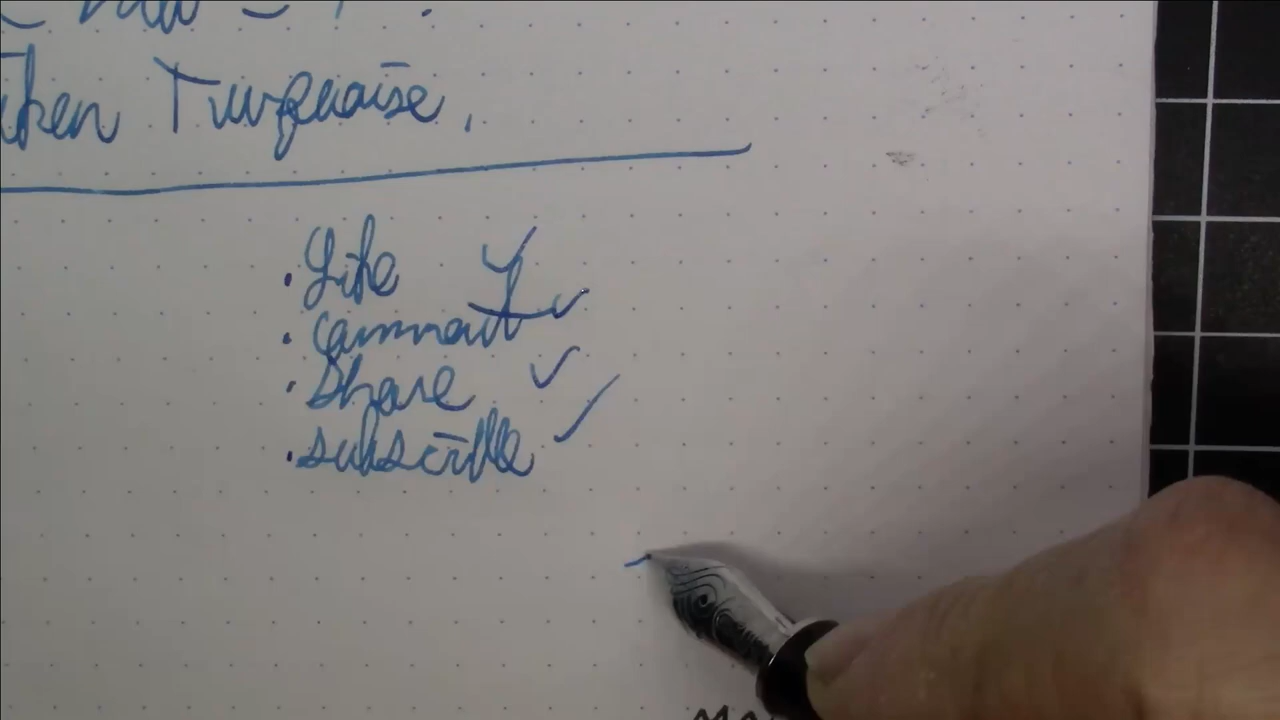 Turquoise,
· Like ✓
· Comment ✓
· Share ✓
· subscribe ✓